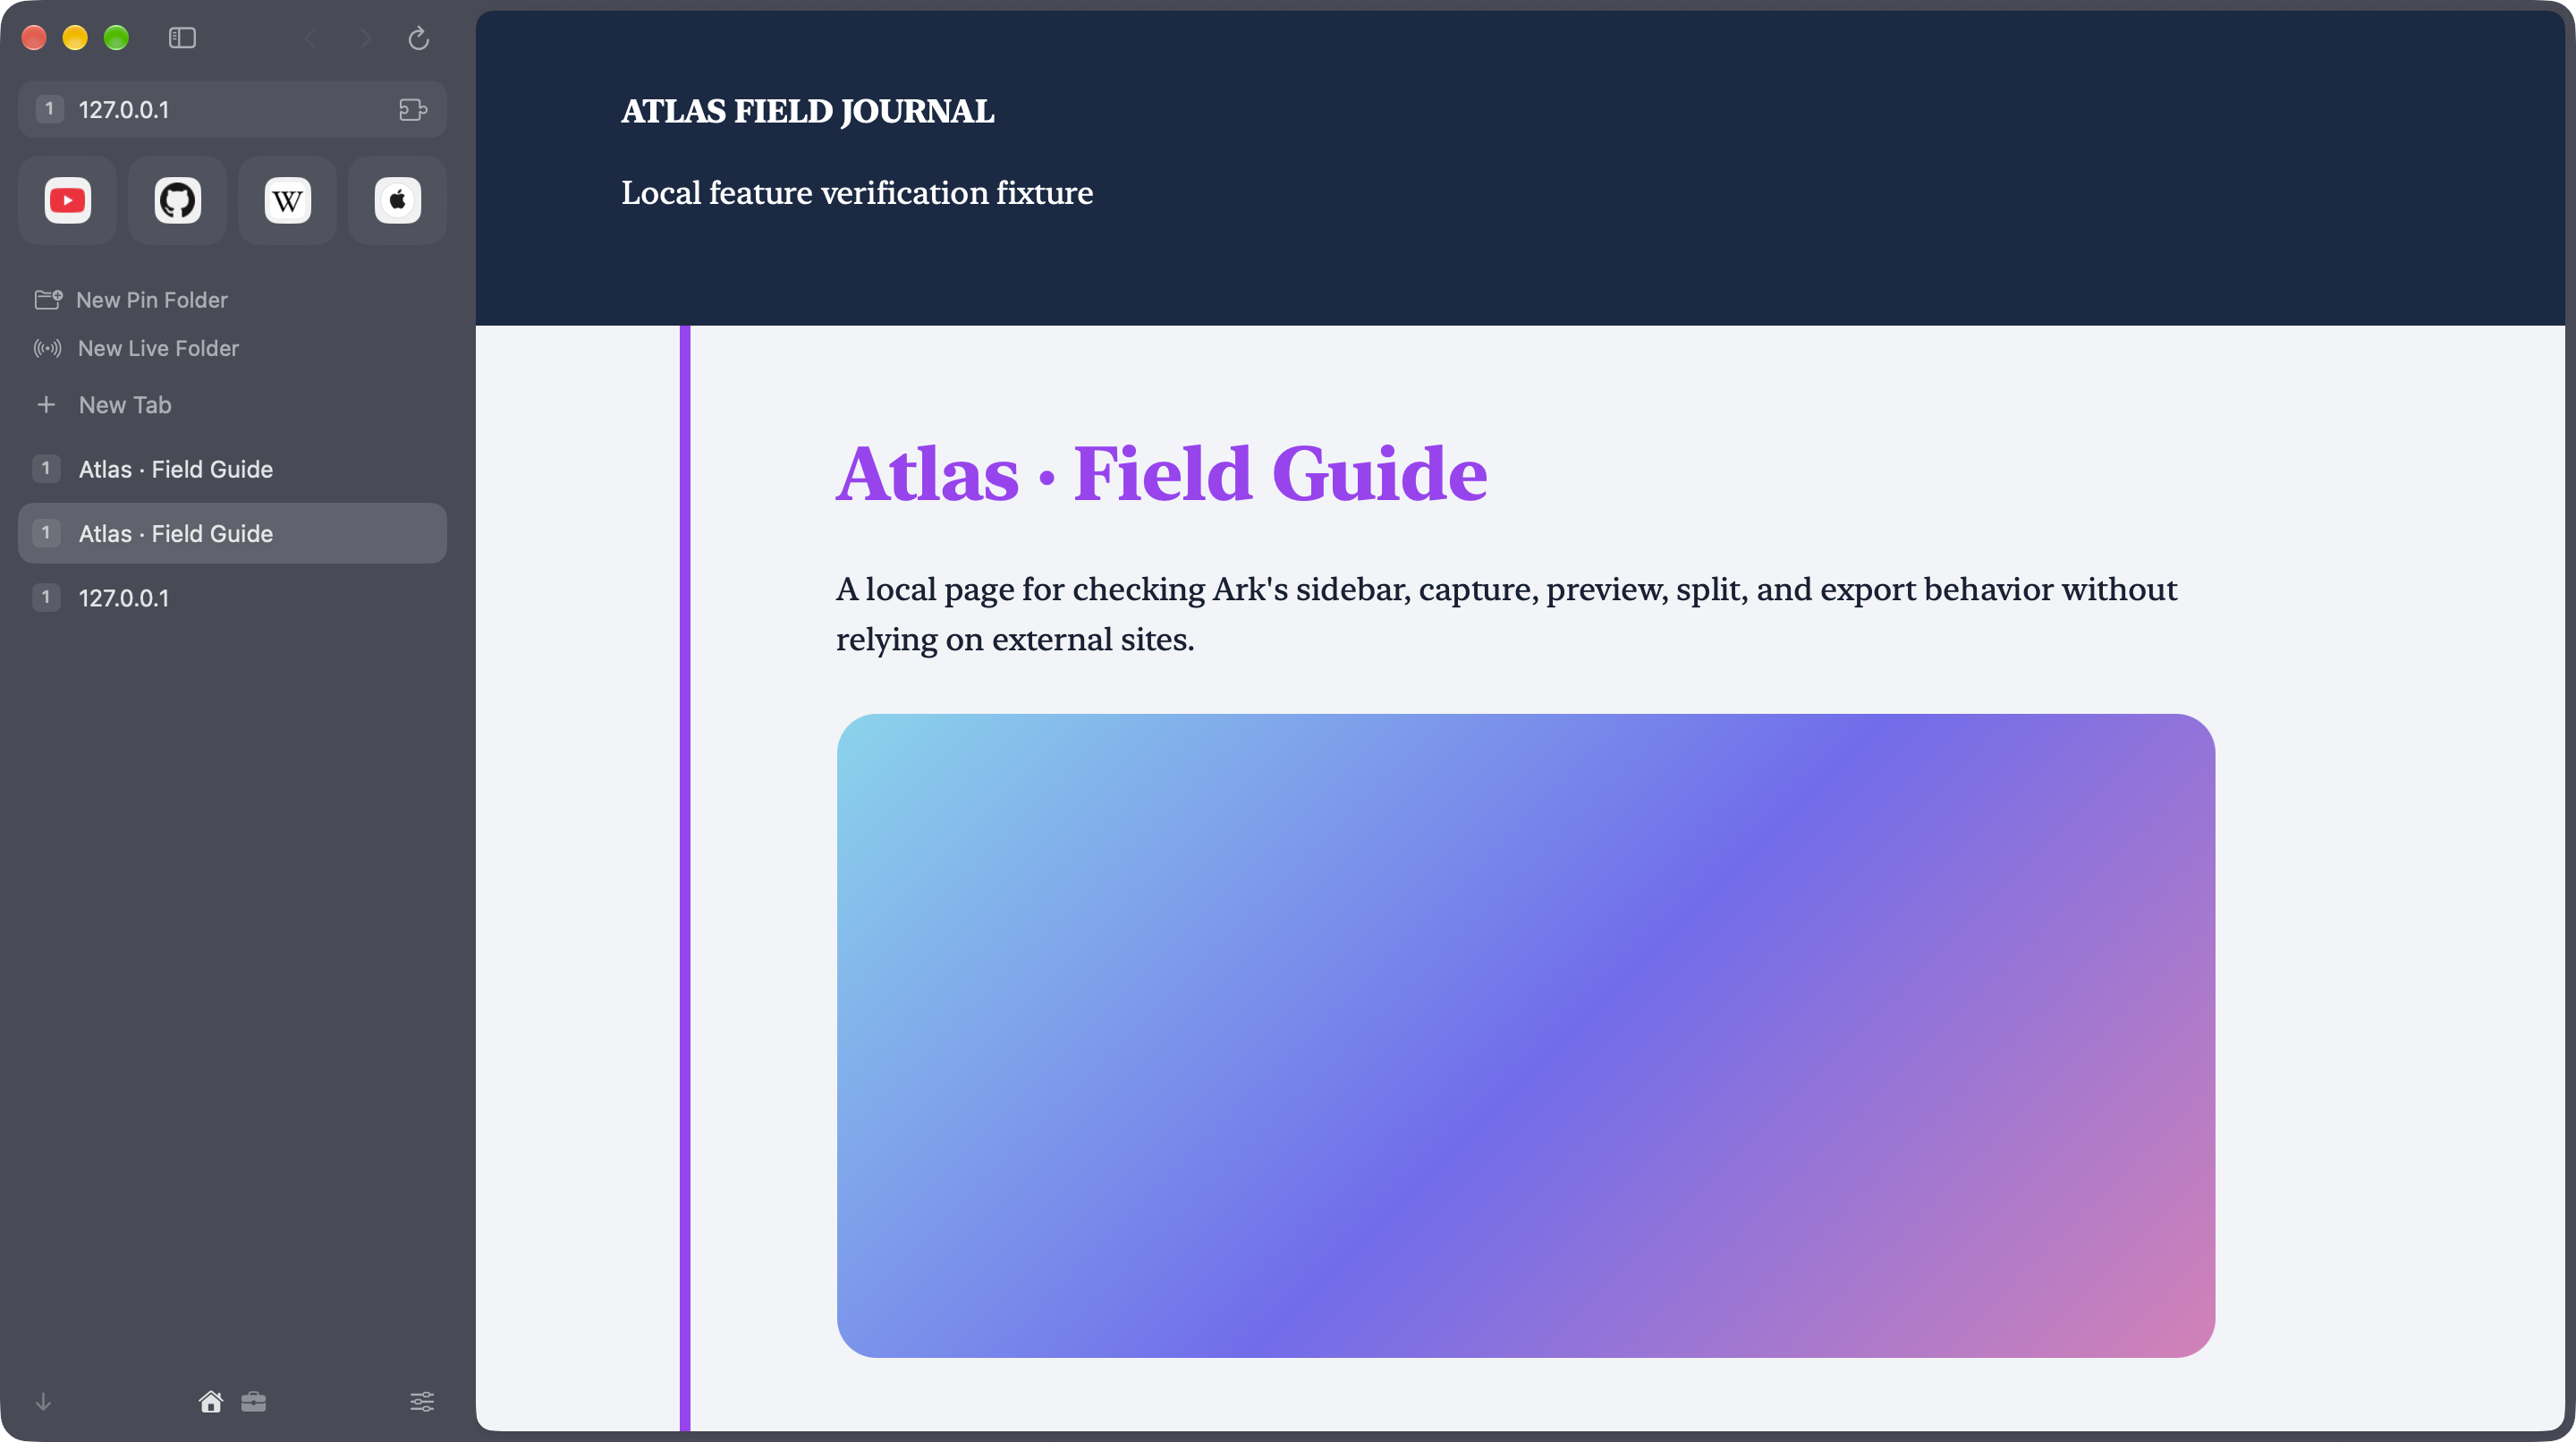 1 127.0.0.1
W
New Pin Folder
New Live Folder
New Tab
1 Atlas · Field Guide
1 Atlas · Field Guide
1 127.0.0.1
ATLAS FIELD JOURNAL
Local feature verification fixture
Atlas · Field Guide
A local page for checking Ark's sidebar, capture, preview, split, and export behavior without
relying on external sites.